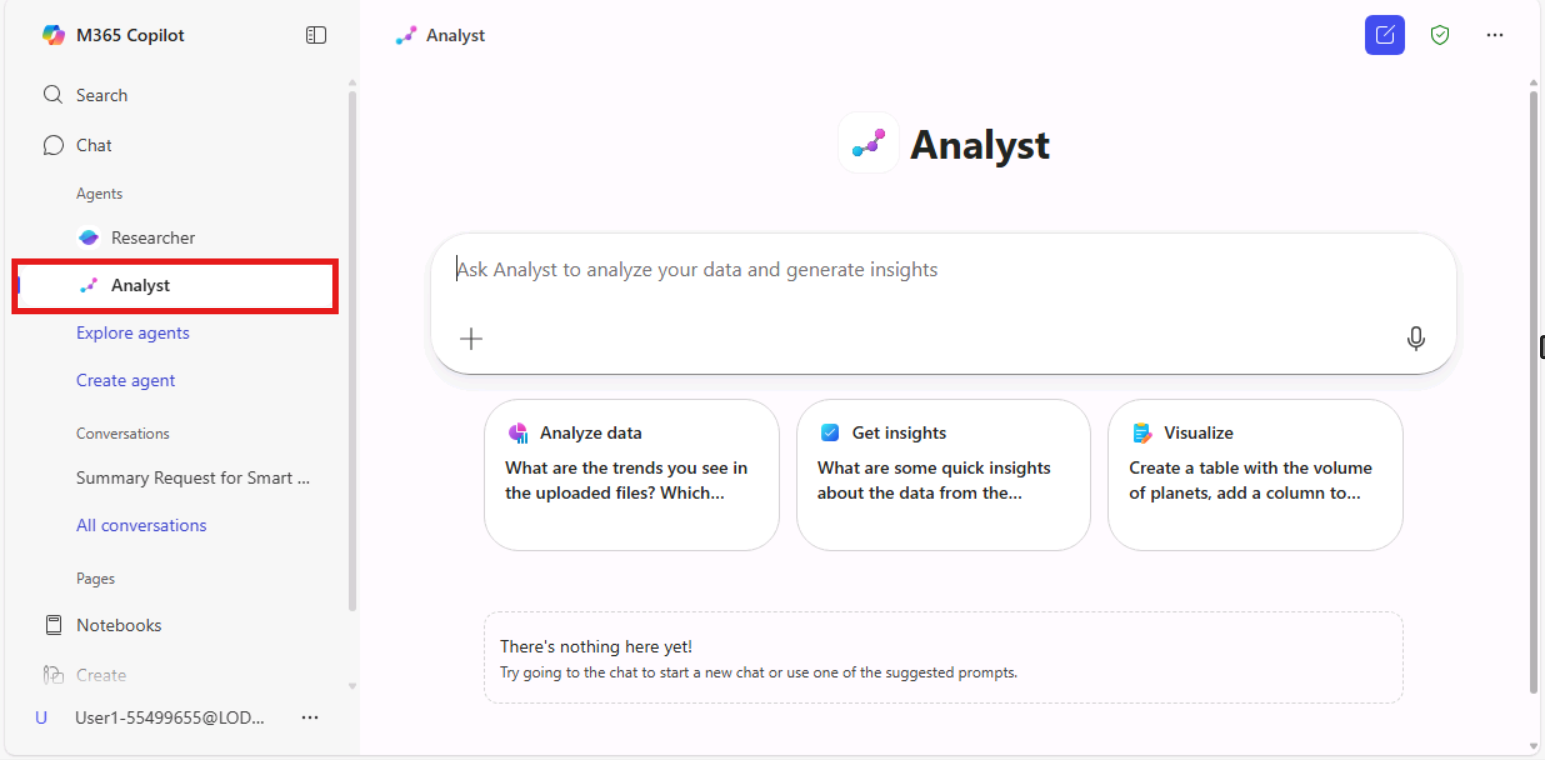 M365 Copilot
Search
Chat
Agents
Researcher
Analyst
Explore agents
Create agent
Conversations
Summary Request for Smart ...
All conversations
Pages
Notebooks
Create
U User1-55499655@LOD... ...
Analyst
...
Analyst
Ask Analyst to analyze your data and generate insights
Analyze data
What are the trends you see in
the uploaded files? Which...
Get insights
What are some quick insights
about the data from the...
Visualize
Create a table with the volume
of planets, add a column to...
There's nothing here yet!
Try going to the chat to start a new chat or use one of the suggested prompts.